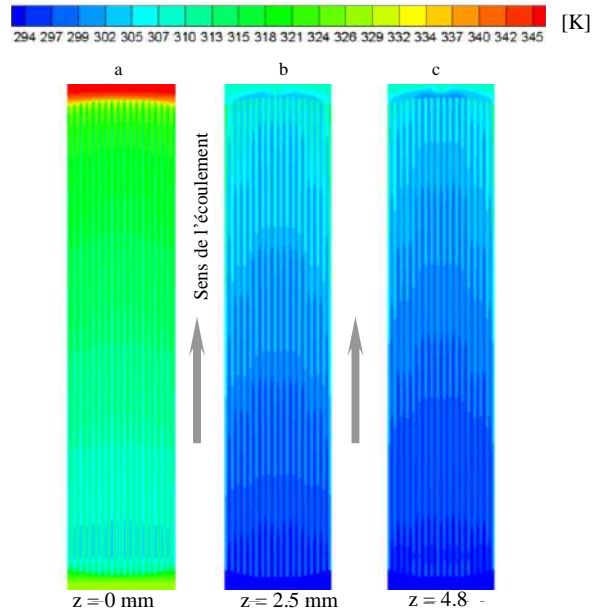 294 297 299 302 305 307 310 313 315 318 321 324 326 329 332 334 337 340 342 345 [K]
a b c
Sens de l'écoulement
z = 0 mm z = 2.5 mm z = 4.8